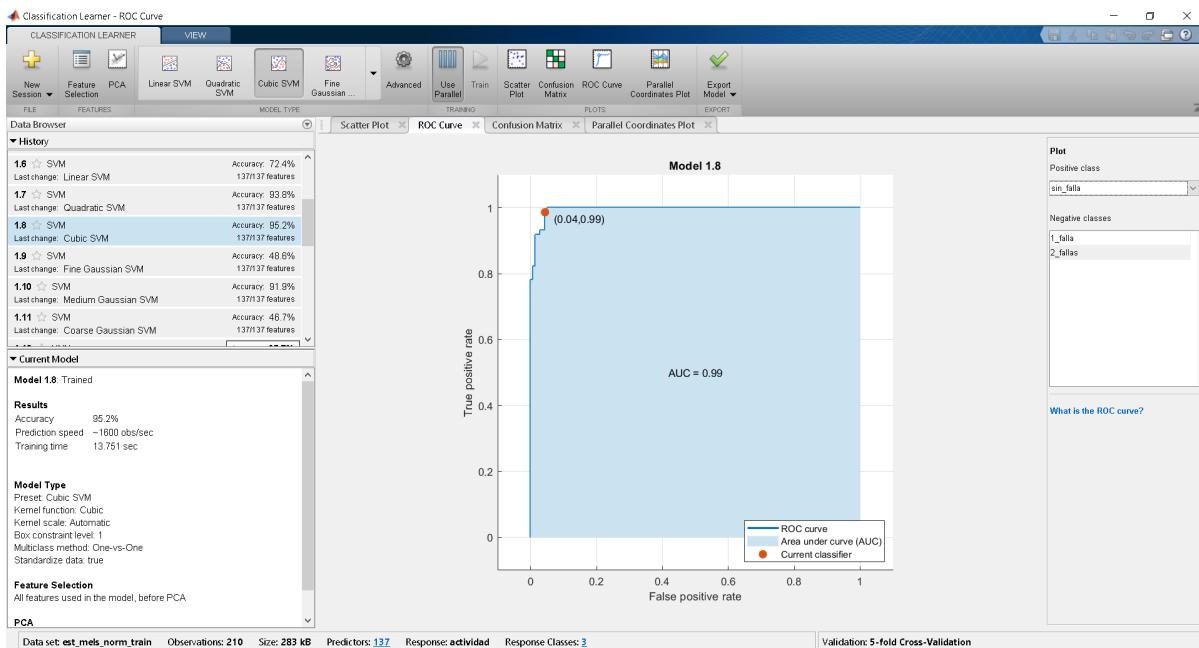 Classification Learner - ROC Curve
CLASSIFICATION LEARNER
VIEW
New Session
Feature Selection
PCA
Linear SVM
Quadratic SVM
Cubic SVM
Fine Gaussian ...
Advanced
Use Parallel
Train
Scatter Plot
Confusion Matrix
ROC Curve
Parallel Coordinates Plot
Export Model
FILE
FEATURES
MODEL TYPE
TRAINING
PLOTS
EXPORT
Data Browser
History
1.6 SVM Accuracy: 72.4%
Last change: Linear SVM 137/137 features
1.7 SVM Accuracy: 93.8%
Last change: Quadratic SVM 137/137 features
1.8 SVM Accuracy: 95.2%
Last change: Cubic SVM 137/137 features
1.9 SVM Accuracy: 48.6%
Last change: Fine Gaussian SVM 137/137 features
1.10 SVM Accuracy: 91.9%
Last change: Medium Gaussian SVM 137/137 features
1.11 SVM Accuracy: 46.7%
Last change: Coarse Gaussian SVM 137/137 features
Current Model
Model 1.8: Trained
Results
Accuracy 95.2%
Prediction speed ~1600 obs/sec
Training time 13.751 sec
Model Type
Preset: Cubic SVM
Kernel function: Cubic
Kernel scale: Automatic
Box constraint level: 1
Multiclass method: One-vs-One
Standardize data: true
Feature Selection
All features used in the model, before PCA
PCA
Scatter Plot
ROC Curve
Confusion Matrix
Parallel Coordinates Plot
Model 1.8
True positive rate
1
0.8
0.6
0.4
0.2
0
(0.04,0.99)
AUC = 0.99
ROC curve
Area under curve (AUC)
Current classifier
0 0.2 0.4 0.6 0.8 1
False positive rate
Plot
Positive class
sin_falla
Negative classes
1_falla
2_fallas
What is the ROC curve?
Data set: est_mels_norm_train Observations: 210 Size: 283 kB Predictors: 137 Response: actividad Response Classes: 3
Validation: 5-fold Cross-Validation